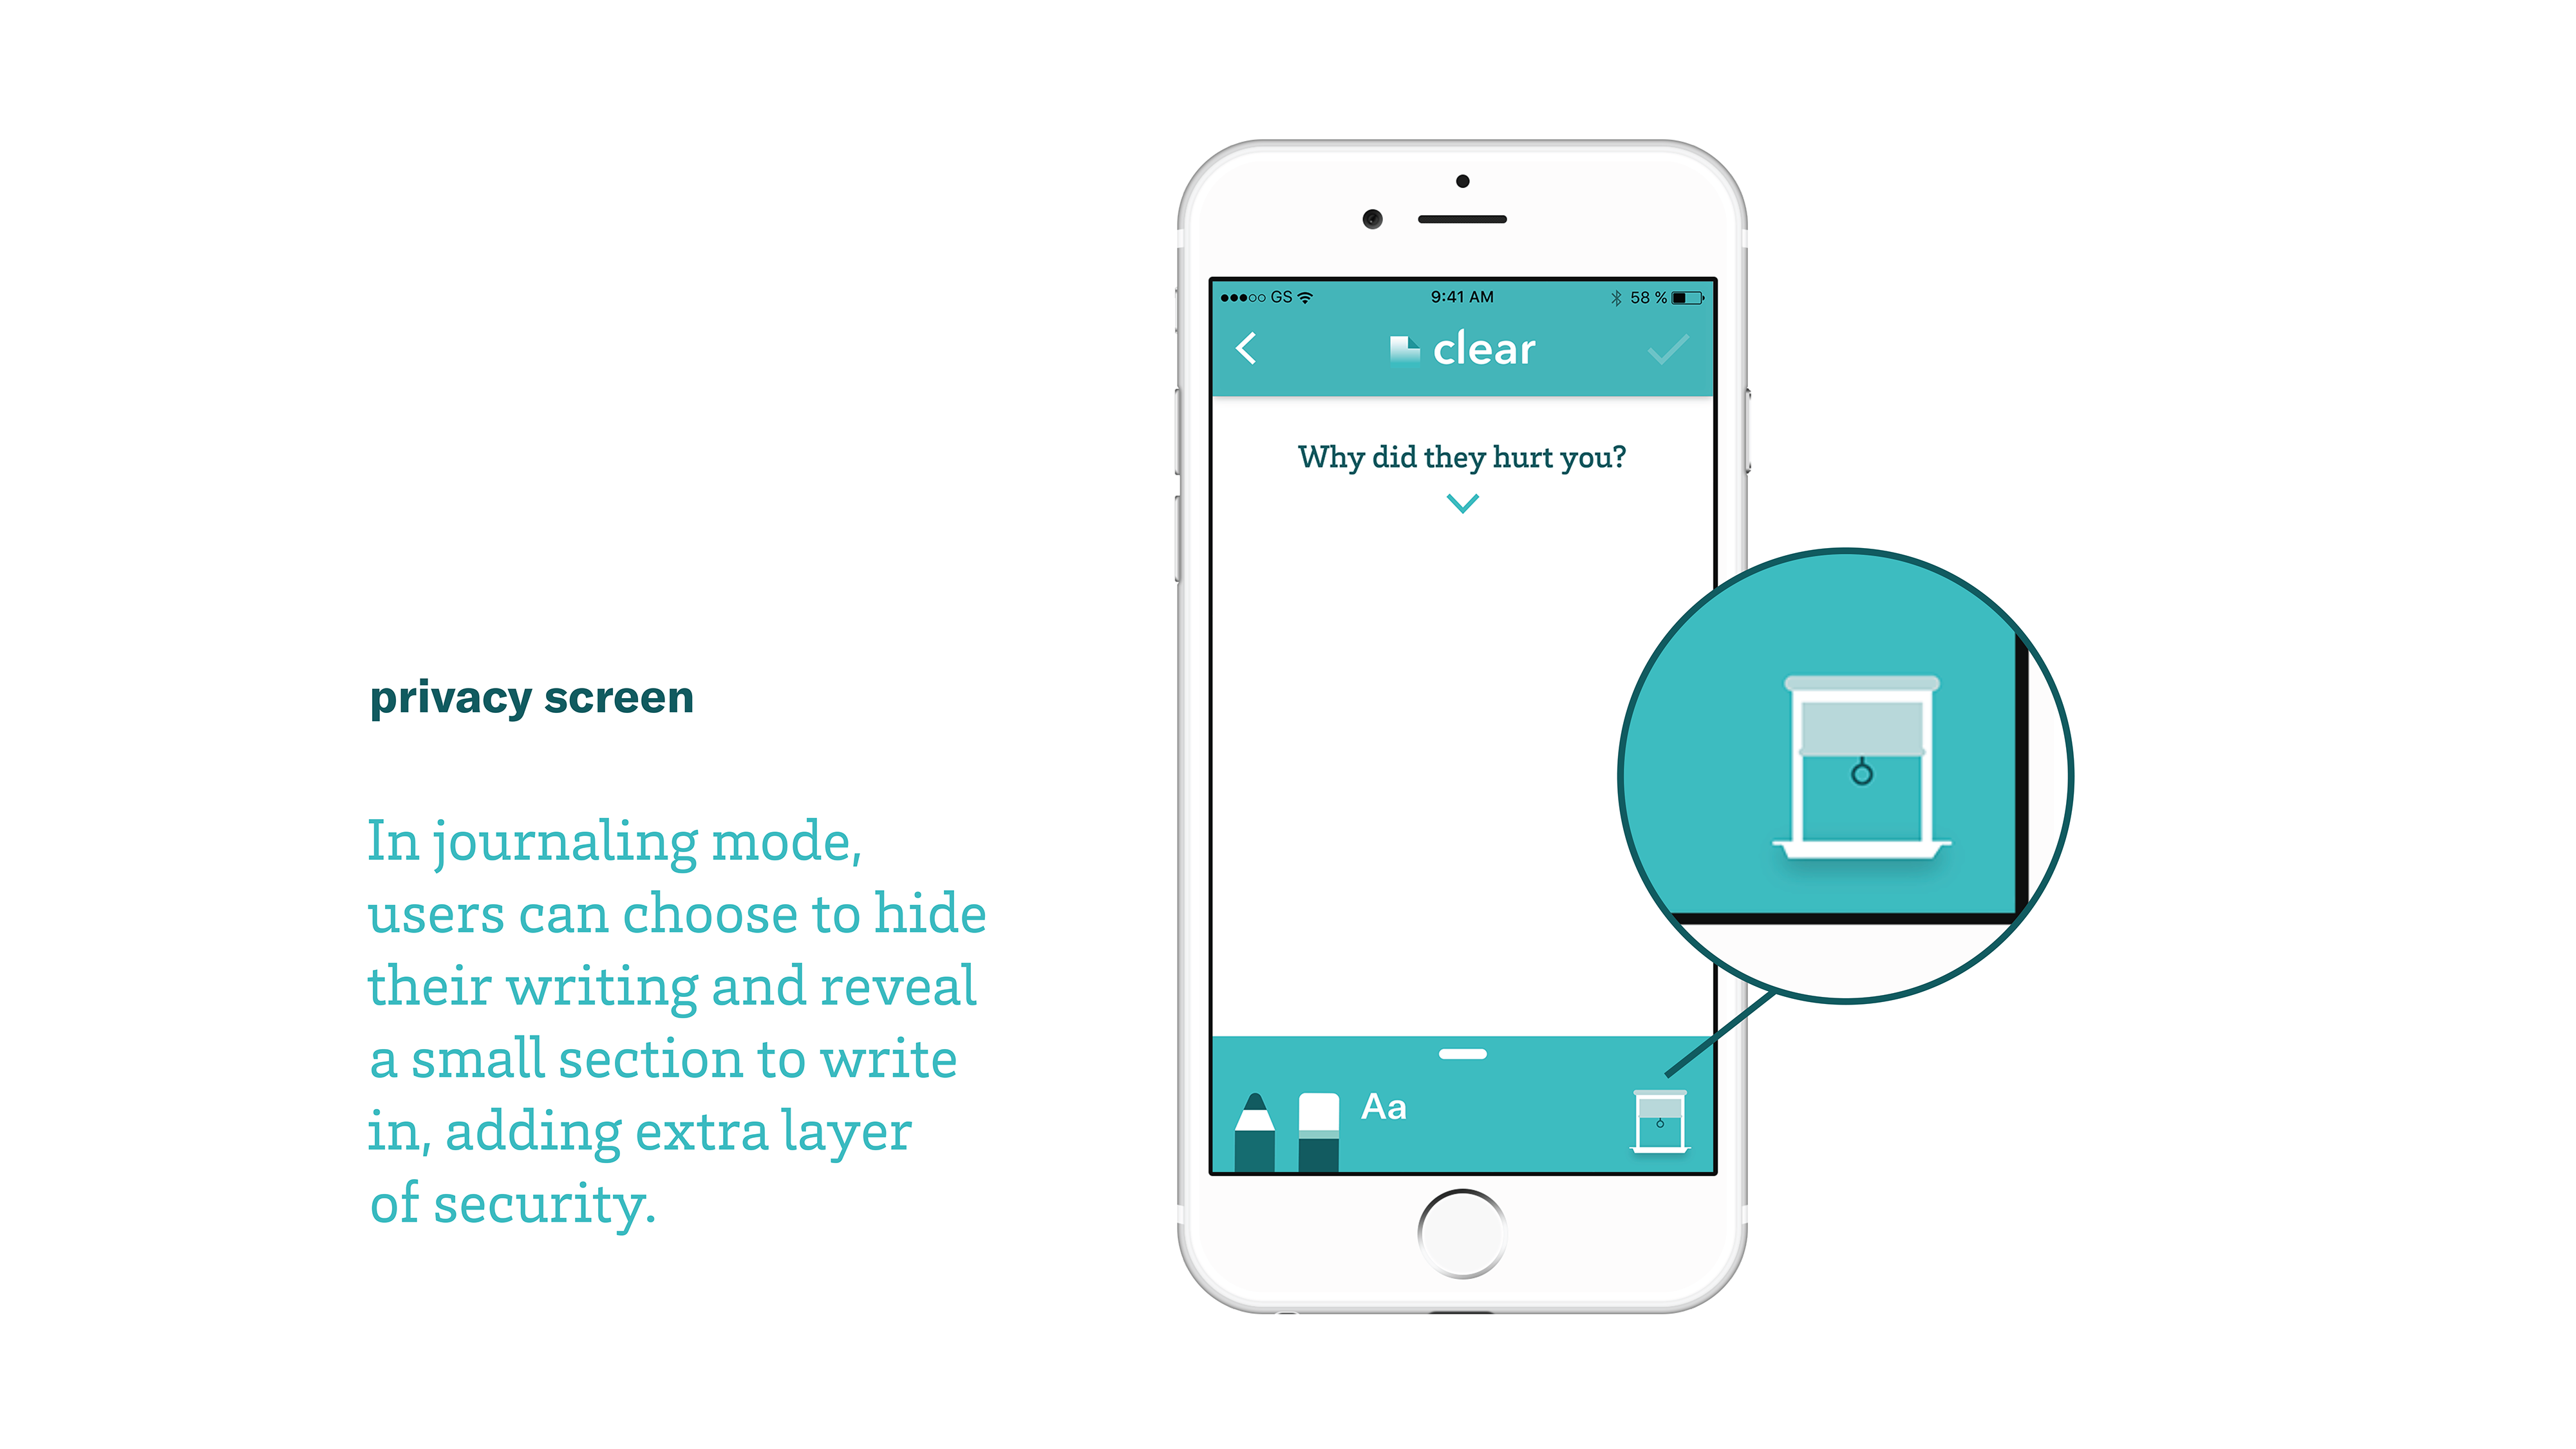 privacy screen
In journaling mode,
users can choose to hide
their writing and reveal
a small section to write
in, adding extra layer
of security.
GS 9:41 AM 58 %
clear
Why did they hurt you?
Aa